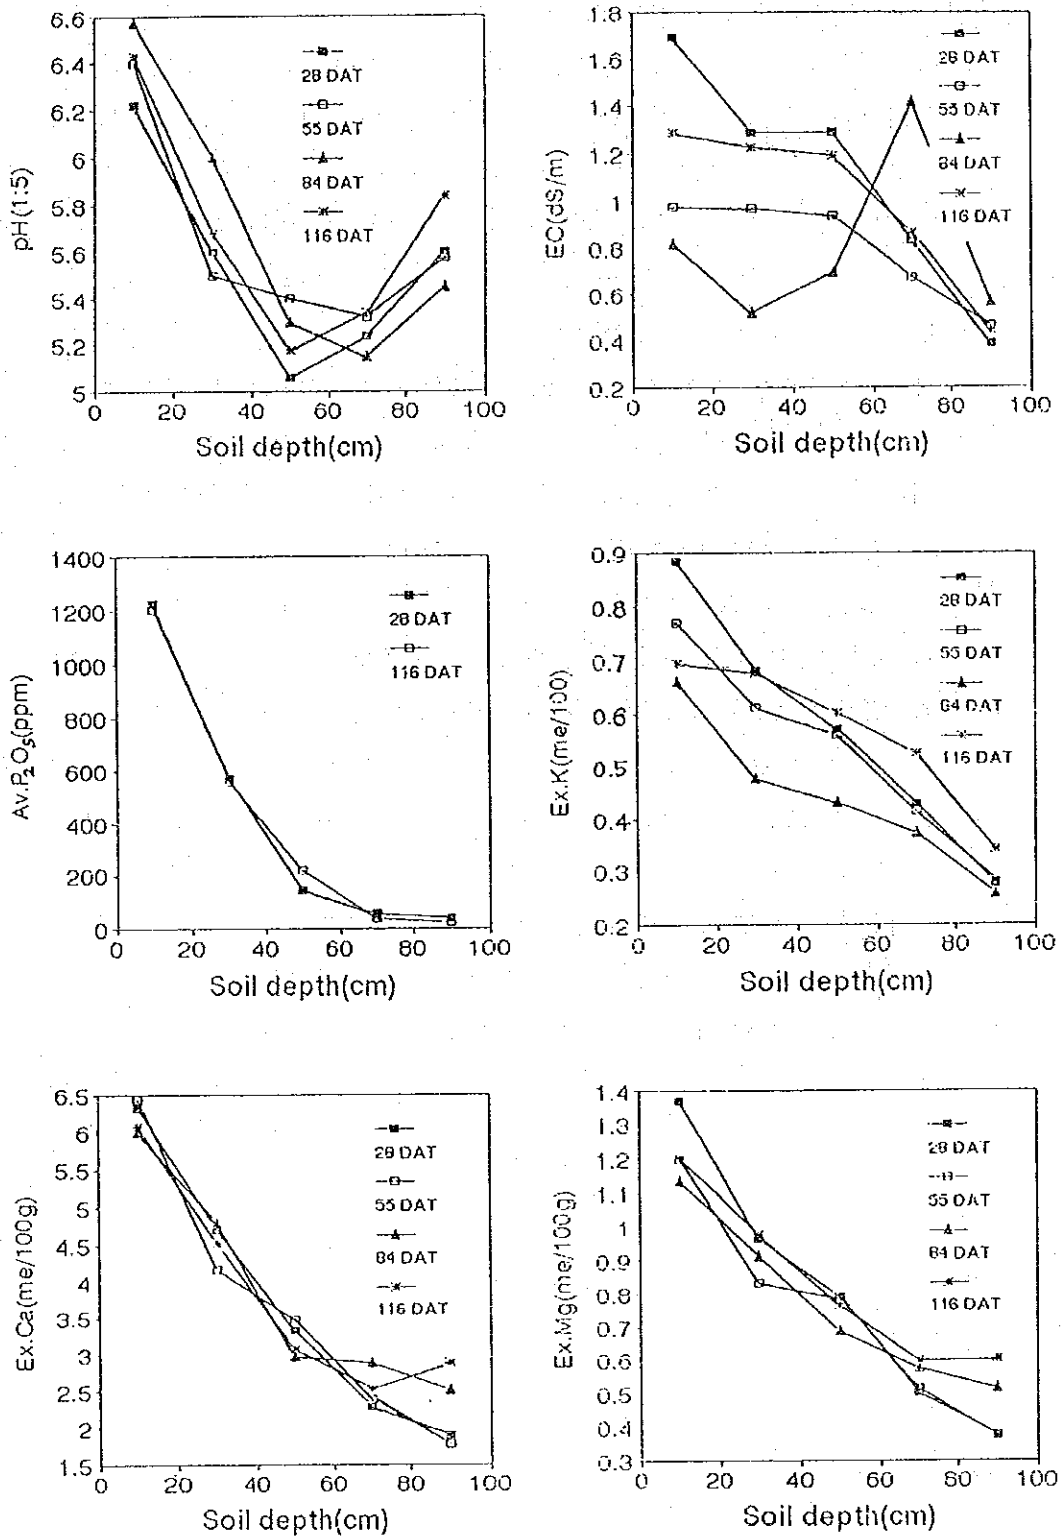 6.6
6.4
6.2
6
5.8
5.6
5.4
5.2
5
pH(1:5)
28 DAT
55 DAT
84 DAT
116 DAT
0 20 40 60 80 100
Soil depth(cm)
1.8
1.6
1.4
1.2
1
0.8
0.6
0.4
0.2
EC(dS/m)
28 DAT
55 DAT
84 DAT
116 DAT
0 20 40 60 80 100
Soil depth(cm)
1400
1200
1000
800
600
400
200
0
Av.P2O5(ppm)
28 DAT
116 DAT
0 20 40 60 80 100
Soil depth(cm)
0.9
0.8
0.7
0.6
0.5
0.4
0.3
0.2
Ex.K(me/100)
28 DAT
55 DAT
84 DAT
116 DAT
0 20 40 60 80 100
Soil depth(cm)
6.5
6
5.5
5
4.5
4
3.5
3
2.5
2
1.5
Ex.Ca(me/100g)
28 DAT
55 DAT
84 DAT
116 DAT
0 20 40 60 80 100
Soil depth(cm)
1.4
1.3
1.2
1.1
1
0.9
0.8
0.7
0.6
0.5
0.4
0.3
Ex.Mg(me/100g)
28 DAT
55 DAT
84 DAT
116 DAT
0 20 40 60 80 100
Soil depth(cm)